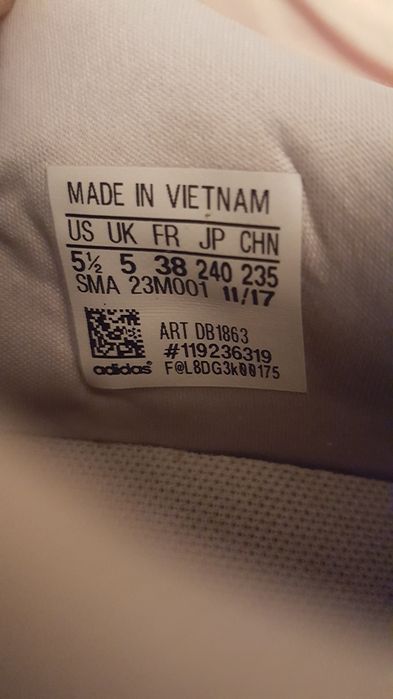 MADE IN VIETNAM
US UK FR JP CHN
5½ 5 38 240 235
SMA 23M001 11/17
ART DB1863
#119236319
adidas® F@L8DG3k00175